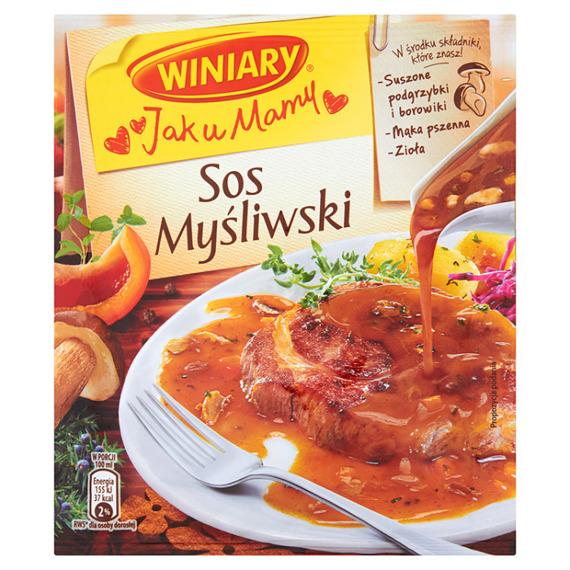 WINIARY®
Jak u Mamy
Sos
Myśliwski
W środku składniki,
które znasz!
-Suszone
podgrzybki
i borowiki
-Mąka pszenna
-Zioła
Propozycja podania
W PORCJI
100 ml
Energia
155 kJ
37 kcal
2%
RWS* dla osoby dorosłej